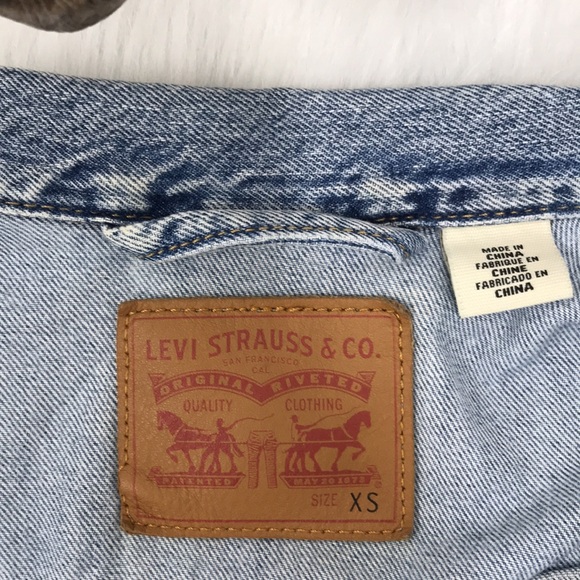 MADE IN
CHINA
FABRIQUE EN
CHINE
FABRICADO EN
CHINA
LEVI STRAUSS & CO.
SAN FRANCISCO
CAL
ORIGINAL RIVETED
QUALITY CLOTHING
PATENTED MAY 20 1873
SIZE XS